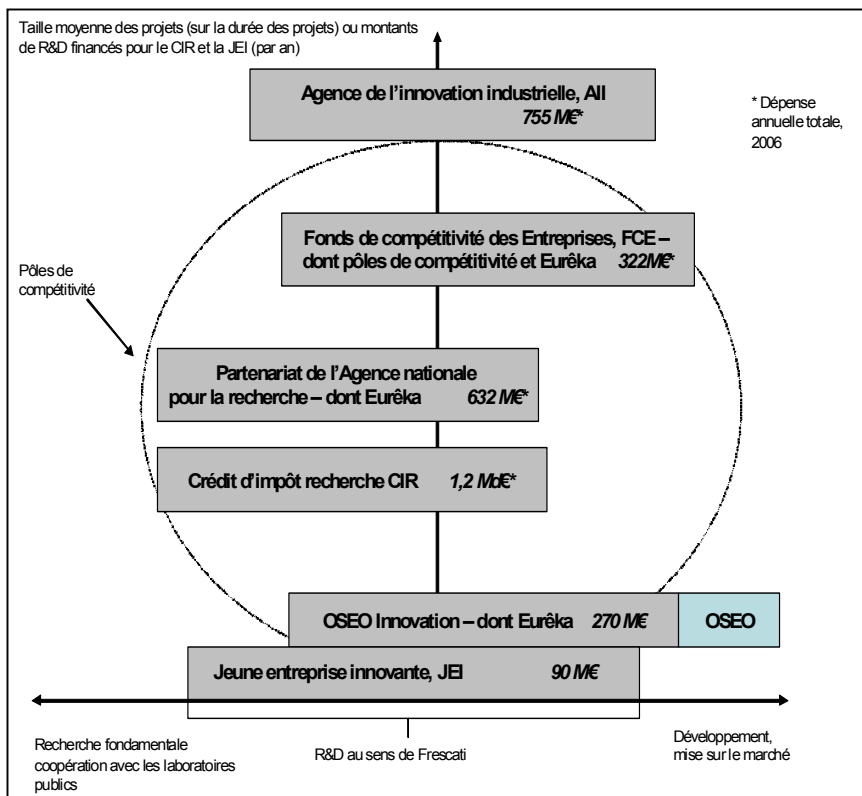 Taille moyenne des projets (sur la durée des projets) ou montants
de R&D financés pour le CIR et la JEI (par an)
Agence de l'innovation industrielle, AII
755 M€*
* Dépense
annuelle totale,
2006
Fonds de compétitivité des Entreprises, FCE –
dont pôles de compétitivité et Eurêka 322M€*
Pôles de
compétitivité
Partenariat de l'Agence nationale
pour la recherche – dont Eurêka 632 M€*
Crédit d'impôt recherche CIR 1,2 Md€*
OSEO Innovation – dont Eurêka 270 M€
OSEO
Jeune entreprise innovante, JEI 90 M€
Recherche fondamentale
coopération avec les laboratoires
publics
R&D au sens de Frescati
Développement,
mise sur le marché